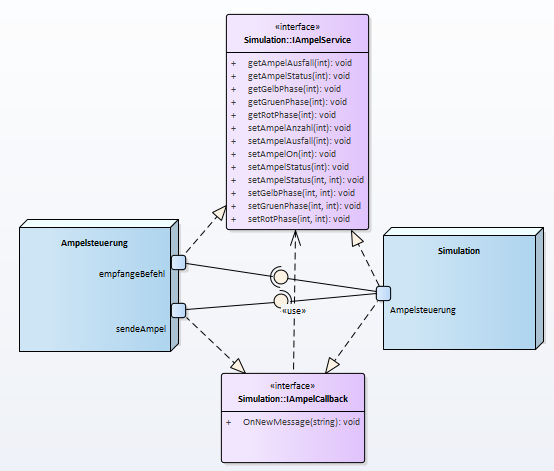 «interface»
Simulation::IAmpelService
+ getAmpelAusfall(int): void
+ getAmpelStatus(int): void
+ getGelbPhase(int): void
+ getGruenPhase(int): void
+ getRotPhase(int): void
+ setAmpelAnzahl(int): void
+ setAmpelAusfall(int): void
+ setAmpelOn(int): void
+ setAmpelStatus(int): void
+ setAmpelStatus(int, int): void
+ setGelbPhase(int, int): void
+ setGruenPhase(int, int): void
+ setRotPhase(int, int): void
Ampelsteuerung
empfangeBefehl
sendeAmpel
Simulation
Ampelsteuerung
«use»
«interface»
Simulation::IAmpelCallback
+ OnNewMessage(string): void